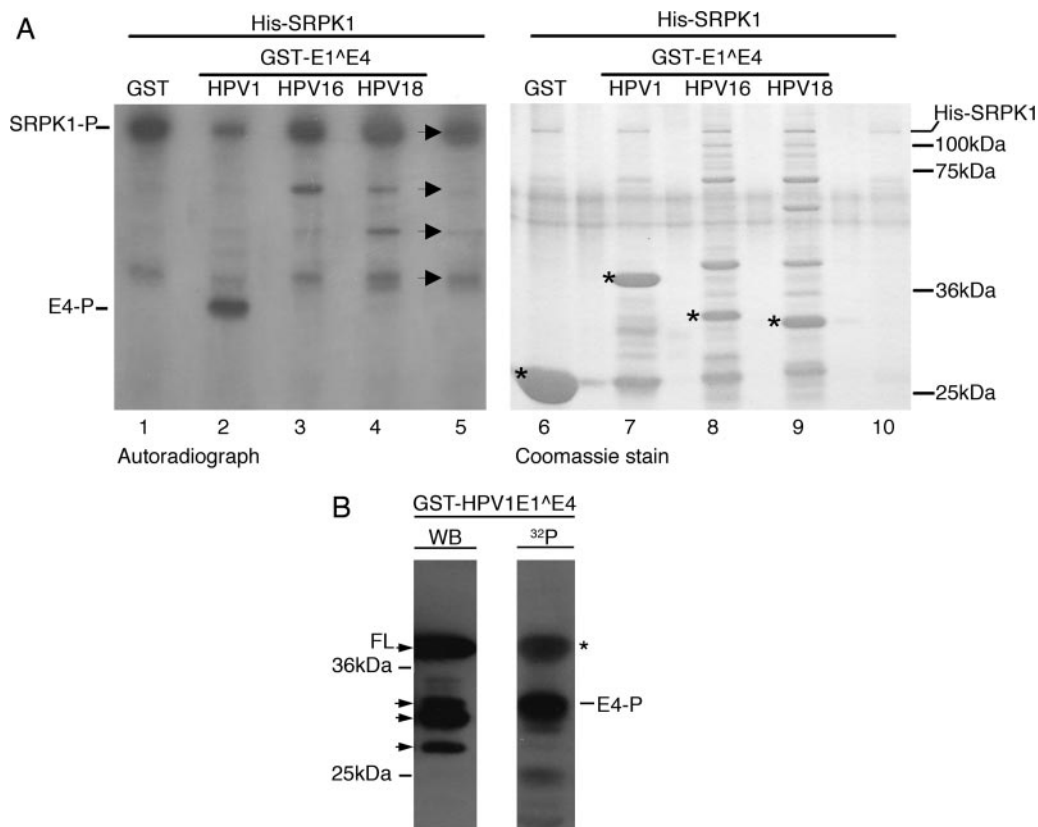 A
His-SRPK1
His-SRPK1
GST-E1^E4
GST-E1^E4
GST HPV1 HPV16 HPV18
GST HPV1 HPV16 HPV18
SRPK1-P
His-SRPK1
100kDa
75kDa
E4-P
36kDa
25kDa
* * * *
1 2 3 4 5
6 7 8 9 10
Autoradiograph
Coomassie stain
B
GST-HPV1E1^E4
WB 32P
FL
*
36kDa
E4-P
25kDa